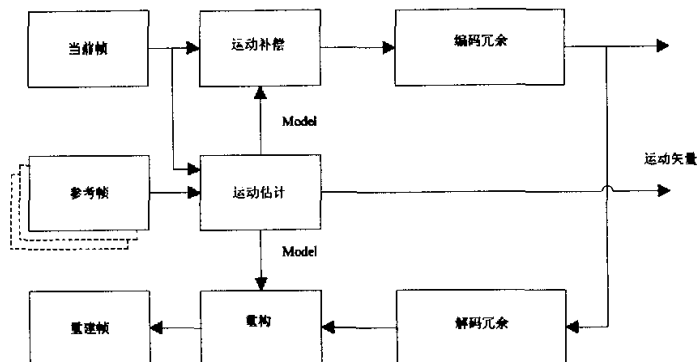 当前帧
运动补偿
编码冗余
Model
运动矢量
参考帧
运动估计
Model
重建帧
重构
解码冗余